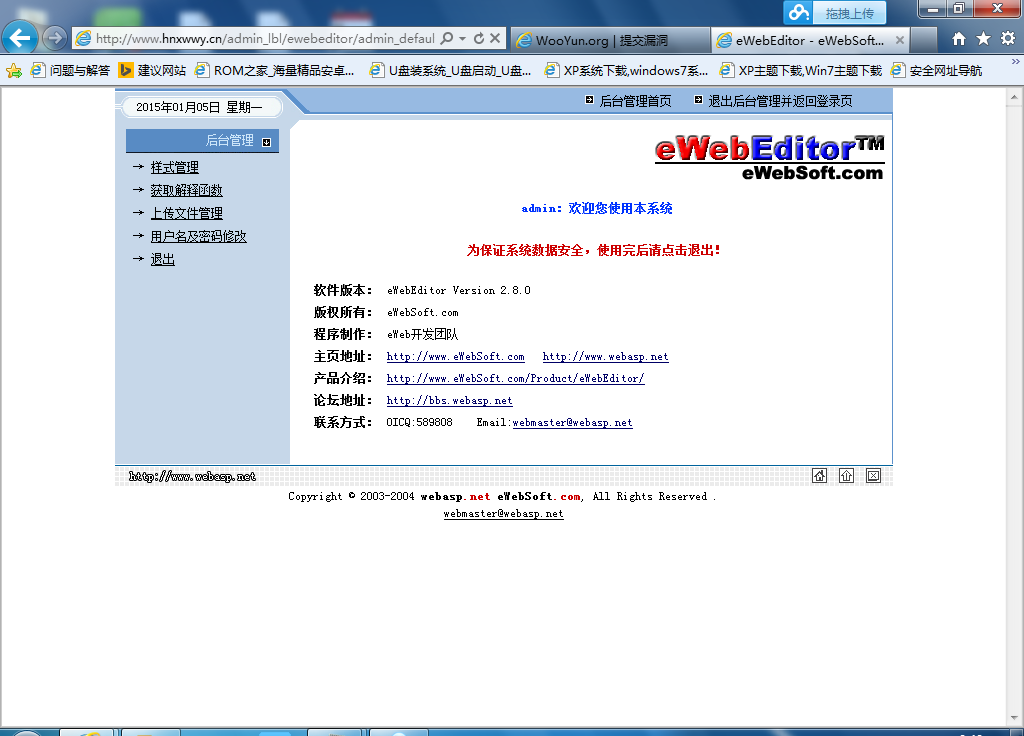 拖拽上传
http://www.hnxwwy.cn/admin_lbl/ewebeditor/admin_defaul
WooYun.org | 提交漏洞
eWebEditor - eWebSoft...
问题与解答
建议网站
ROM之家_海量精品安卓...
U盘装系统_U盘启动_U盘...
XP系统下载,windows7系...
XP主题下载,Win7主题下载
安全网址导航
2015年01月05日 星期一
后台管理首页
退出后台管理并返回登录页
后台管理
样式管理
获取解释函数
上传文件管理
用户名及密码修改
退出
eWebEditor™
eWebSoft.com
admin：欢迎您使用本系统
为保证系统数据安全，使用完后请点击退出！
软件版本： eWebEditor Version 2.8.0
版权所有： eWebSoft.com
程序制作： eWeb开发团队
主页地址： http://www.eWebSoft.com http://www.webasp.net
产品介绍： http://www.eWebSoft.com/Product/eWebEditor/
论坛地址： http://bbs.webasp.net
联系方式： OICQ:589808 Email:webmaster@webasp.net
http://www.webasp.net
Copyright © 2003-2004 webasp.net eWebSoft.com, All Rights Reserved .
webmaster@webasp.net